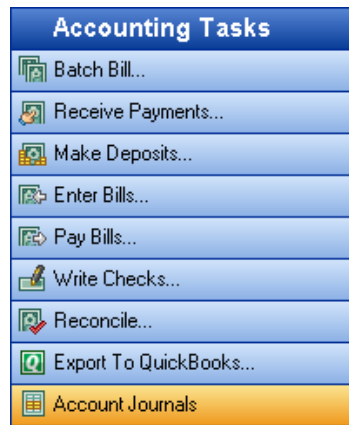 Accounting Tasks
Batch Bill...
Receive Payments...
Make Deposits...
Enter Bills...
Pay Bills...
Write Checks...
Reconcile...
Export To QuickBooks...
Account Journals